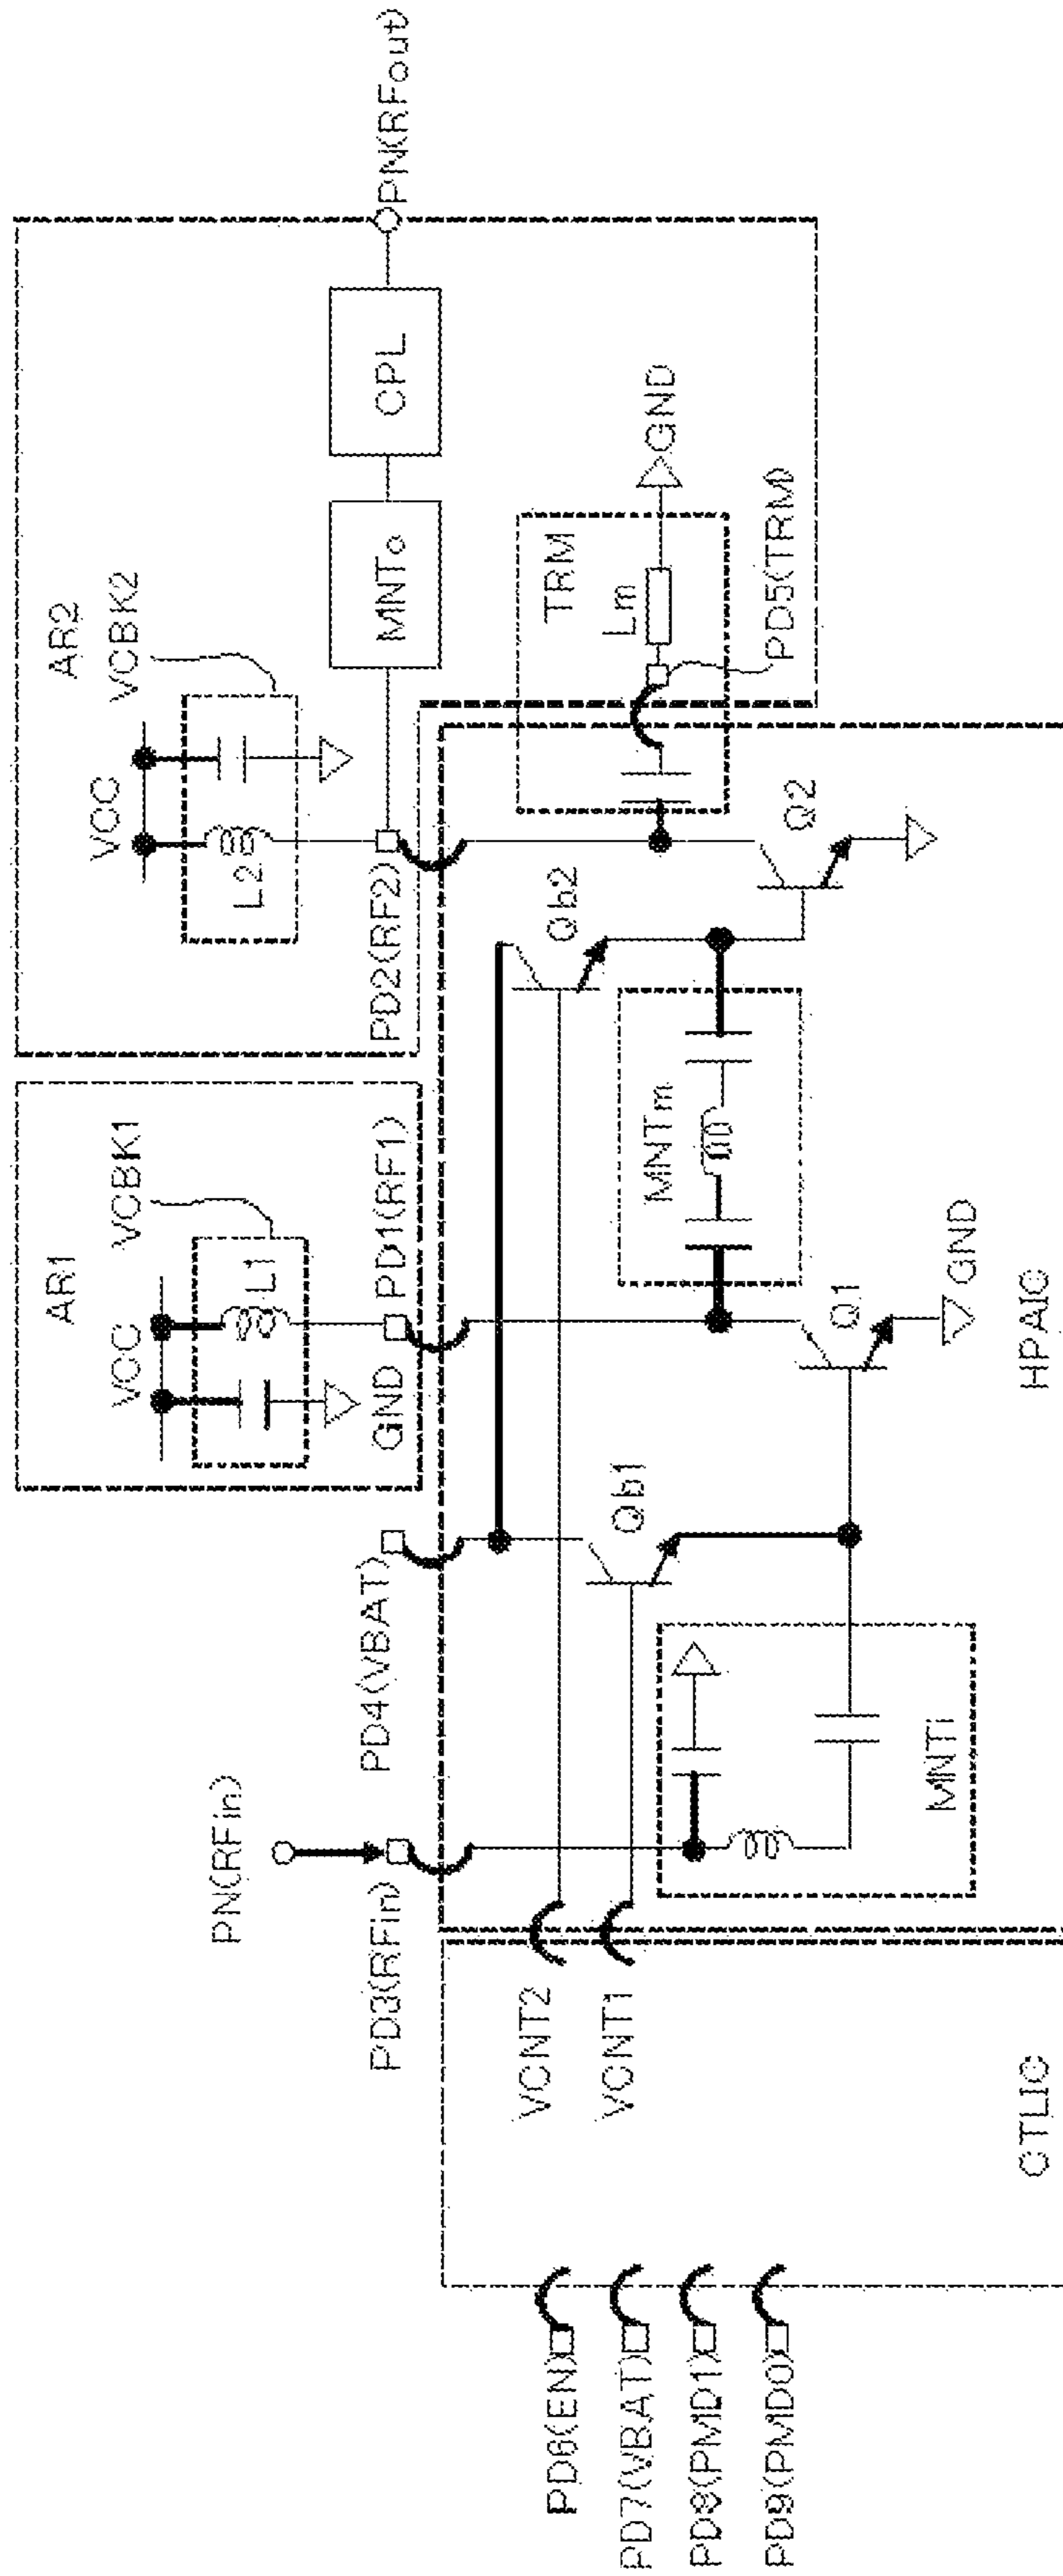 AR1
AR2
VCC
VCBK1
VCC
VCBK2
L1
L2
PN(RFin)
PD3(RFin)
PD4(VBAT)
GND
PD1(RF1)
PD2(RF2)
MNTo
CPL
PN(RFout)
VCNT2
VCNT1
PD6(EN)
PD7(VBAT)
PD8(PMD1)
PD9(PMD0)
Qb1
Qb2
TRM
Lm
GND
PD5(TRM)
MNTm
Q1
Q2
MNTi
GND
CTLIC
HPAIC